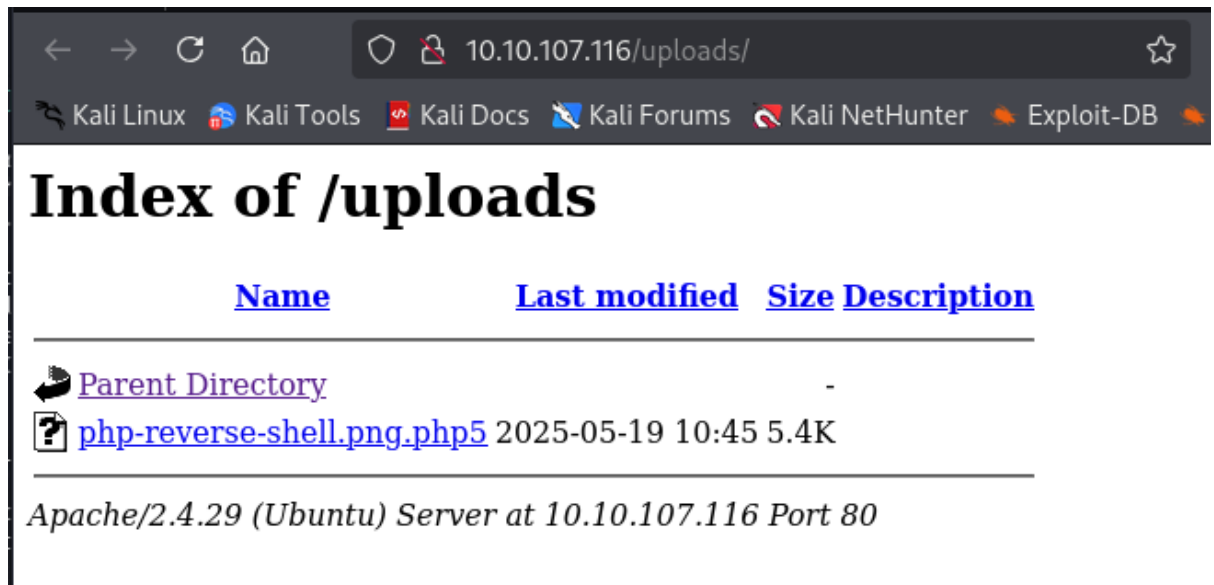 10.10.107.116/uploads/
Kali Linux Kali Tools Kali Docs Kali Forums Kali NetHunter Exploit-DB
Index of /uploads
Name Last modified Size Description
Parent Directory -
php-reverse-shell.png.php5 2025-05-19 10:45 5.4K
Apache/2.4.29 (Ubuntu) Server at 10.10.107.116 Port 80